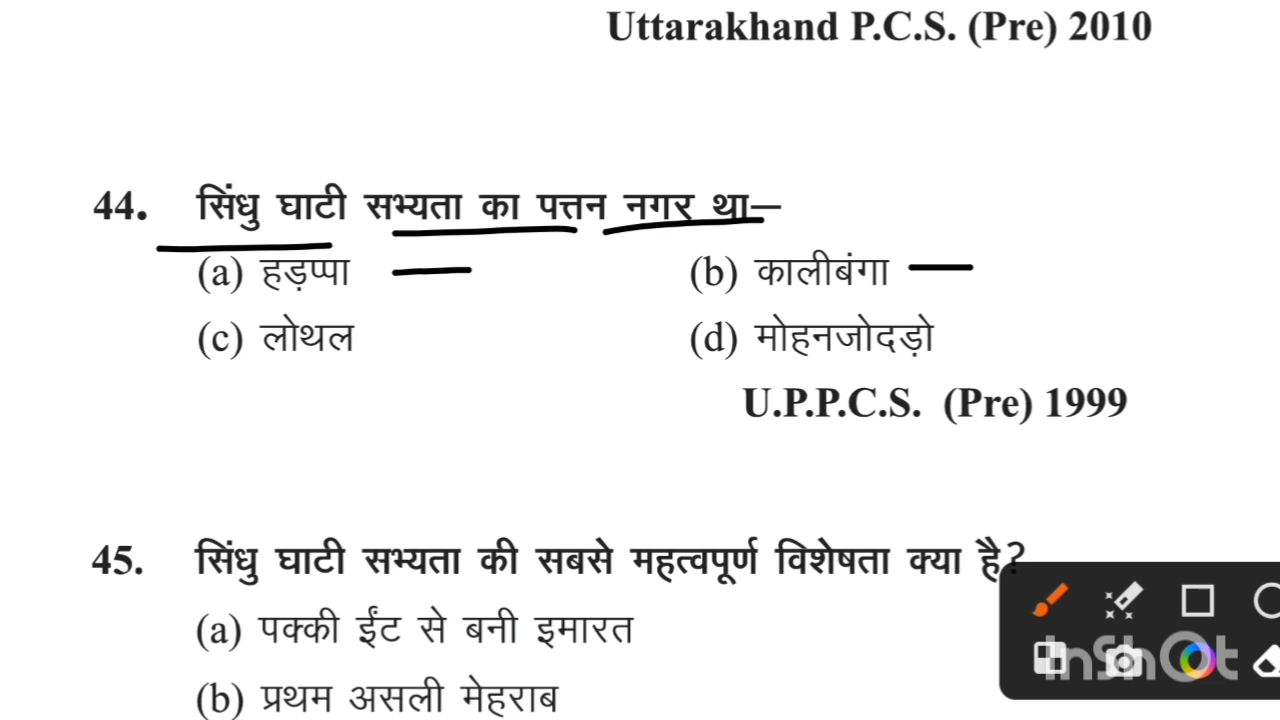 Uttarakhand P.C.S. (Pre) 2010
44. सिंधु घाटी सभ्यता का पत्तन नगर था—
(a) हड़प्पा (b) कालीबंगा
(c) लोथल (d) मोहनजोदड़ो
U.P.P.C.S. (Pre) 1999
45. सिंधु घाटी सभ्यता की सबसे महत्वपूर्ण विशेषता क्या है?
(a) पक्की ईंट से बनी इमारत
InShOt
(b) प्रथम असली मेहराब